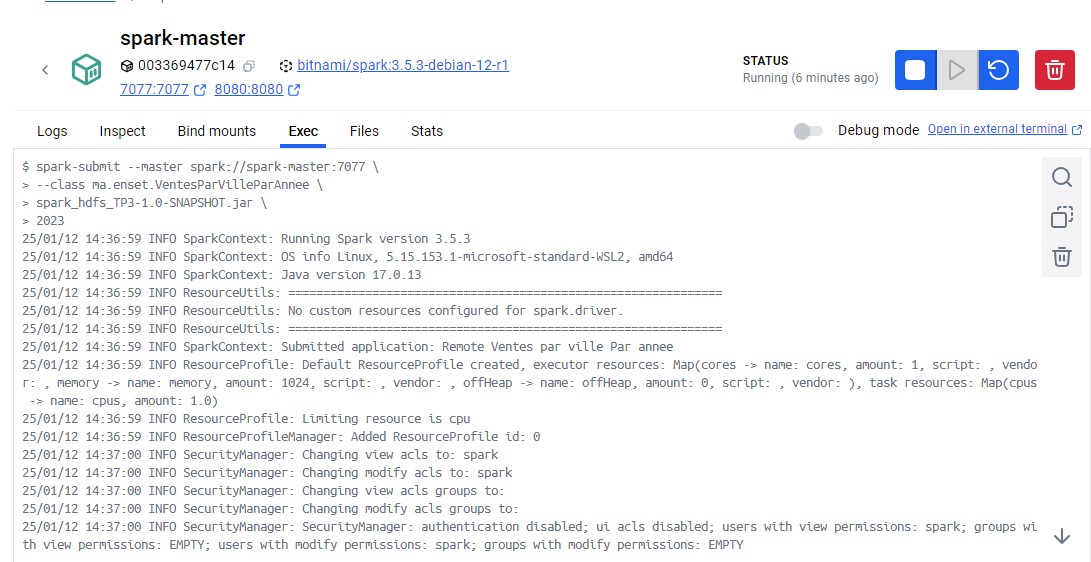 spark-master
003369477c14 bitnami/spark:3.5.3-debian-12-r1
7077:7077 8080:8080
STATUS
Running (6 minutes ago)
Logs Inspect Bind mounts Exec Files Stats Debug mode Open in external terminal
$ spark-submit --master spark://spark-master:7077 \
> --class ma.enset.VentesParVilleParAnnee \
> spark_hdfs_TP3-1.0-SNAPSHOT.jar \
> 2023
25/01/12 14:36:59 INFO SparkContext: Running Spark version 3.5.3
25/01/12 14:36:59 INFO SparkContext: OS info Linux, 5.15.153.1-microsoft-standard-WSL2, amd64
25/01/12 14:36:59 INFO SparkContext: Java version 17.0.13
25/01/12 14:36:59 INFO ResourceUtils: ==============================================================
25/01/12 14:36:59 INFO ResourceUtils: No custom resources configured for spark.driver.
25/01/12 14:36:59 INFO ResourceUtils: ==============================================================
25/01/12 14:36:59 INFO SparkContext: Submitted application: Remote Ventes par ville Par annee
25/01/12 14:36:59 INFO ResourceProfile: Default ResourceProfile created, executor resources: Map(cores -> name: cores, amount: 1, script: , vendo
r: , memory -> name: memory, amount: 1024, script: , vendor: , offHeap -> name: offHeap, amount: 0, script: , vendor: ), task resources: Map(cpus
-> name: cpus, amount: 1.0)
25/01/12 14:36:59 INFO ResourceProfile: Limiting resource is cpu
25/01/12 14:36:59 INFO ResourceProfileManager: Added ResourceProfile id: 0
25/01/12 14:37:00 INFO SecurityManager: Changing view acls to: spark
25/01/12 14:37:00 INFO SecurityManager: Changing modify acls to: spark
25/01/12 14:37:00 INFO SecurityManager: Changing view acls groups to:
25/01/12 14:37:00 INFO SecurityManager: Changing modify acls groups to:
25/01/12 14:37:00 INFO SecurityManager: SecurityManager: authentication disabled; ui acls disabled; users with view permissions: spark; groups wi
th view permissions: EMPTY; users with modify permissions: spark; groups with modify permissions: EMPTY